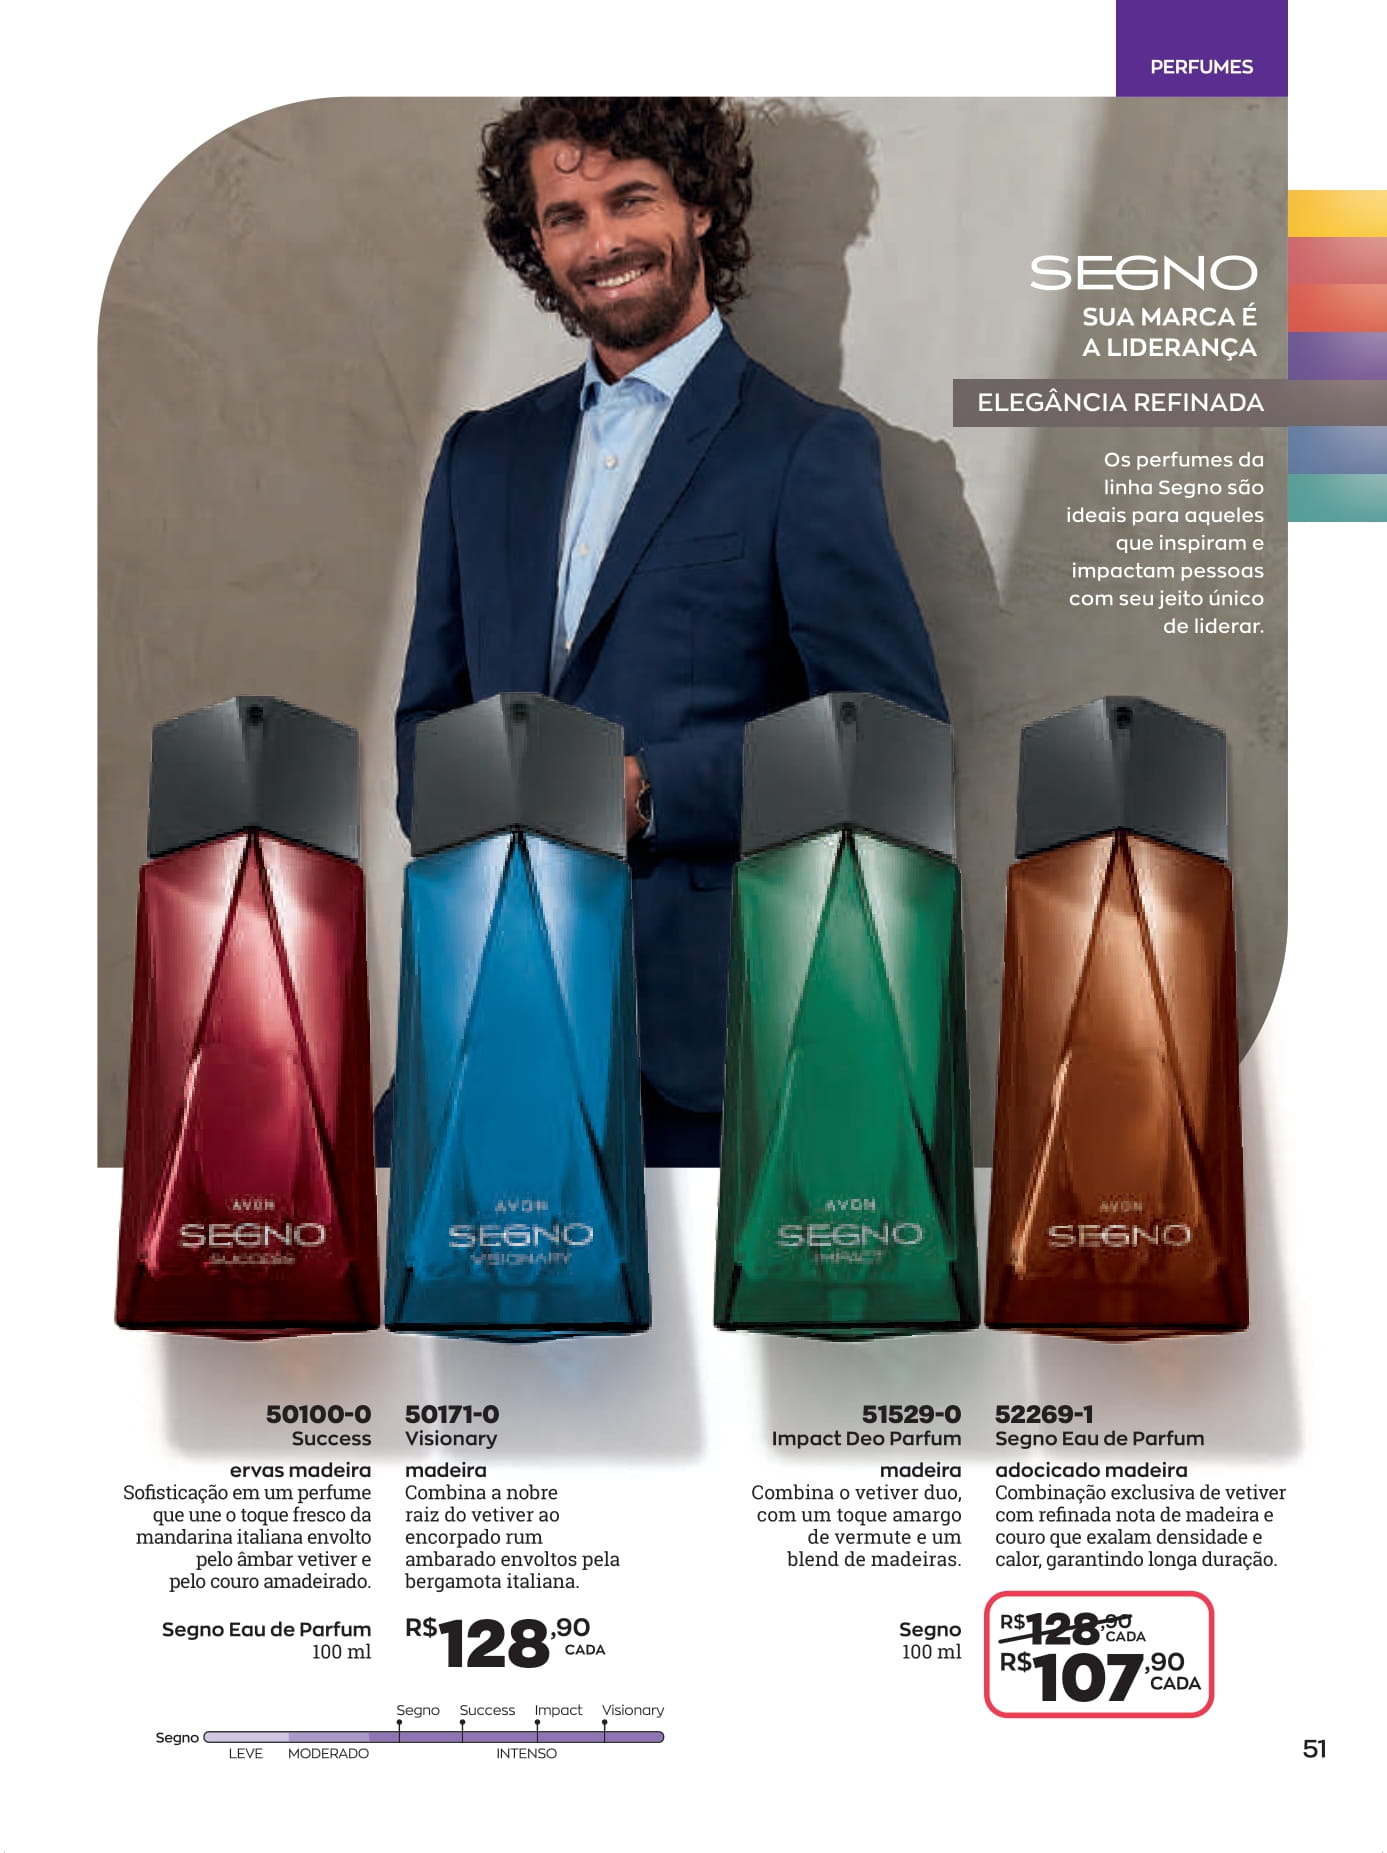 PERFUMES
SEGNO
SUA MARCA É
A LIDERANÇA
ELEGÂNCIA REFINADA
Os perfumes da
linha Segno são
ideais para aqueles
que inspiram e
impactam pessoas
com seu jeito único
de liderar.
AVON
SEGNO
SUCCESS
AVON
SEGNO
VISIONARY
AVON
SEGNO
IMPACT
AVON
SEGNO
50100-0
Success
ervas madeira
Sofisticação em um perfume
que une o toque fresco da
mandarina italiana envolto
pelo âmbar vetiver e
pelo couro amadeirado.
50171-0
Visionary
madeira
Combina a nobre
raiz do vetiver ao
encorpado rum
ambarado envoltos pela
bergamota italiana.
Segno Eau de Parfum
100 ml
R$128,90
CADA
51529-0
Impact Deo Parfum
madeira
Combina o vetiver duo,
com um toque amargo
de vermute e um
blend de madeiras.
52269-1
Segno Eau de Parfum
adocicado madeira
Combinação exclusiva de vetiver
com refinada nota de madeira e
couro que exalam densidade e
calor, garantindo longa duração.
Segno
100 ml
R$128,90
CADA
R$107,90
CADA
Segno Success Impact Visionary
Segno
LEVE MODERADO INTENSO
51